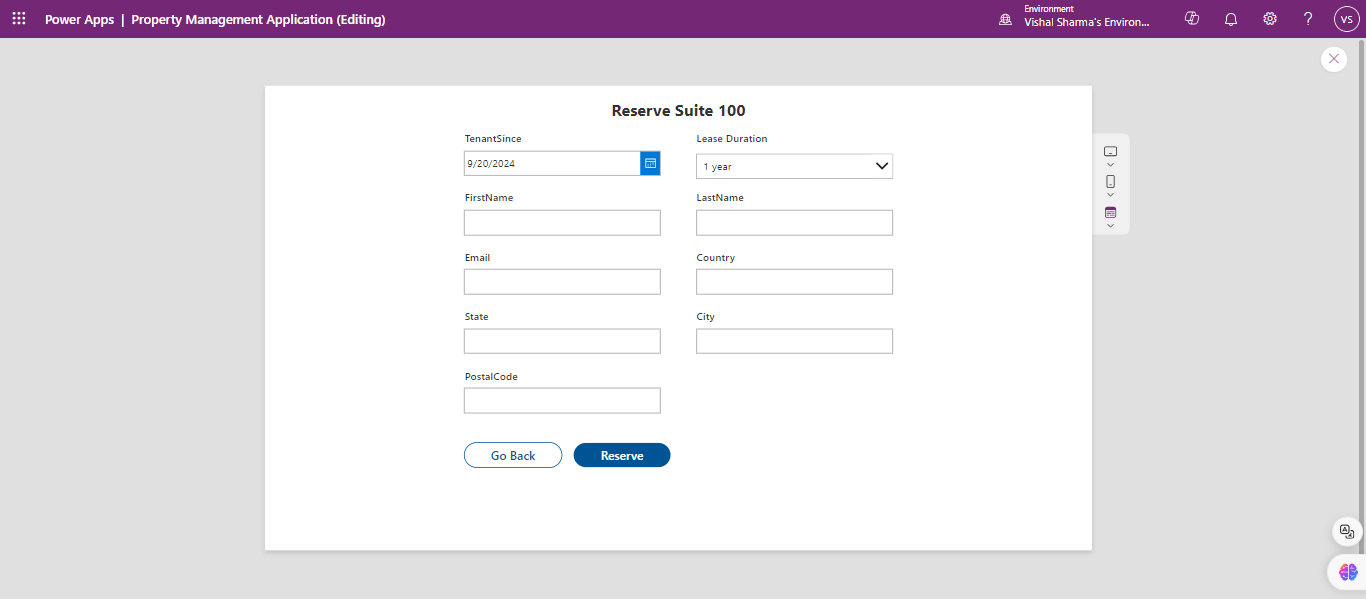 Power Apps | Property Management Application (Editing)
Environment
Vishal Sharma's Environ...
?
VS
Reserve Suite 100
TenantSince
Lease Duration
9/20/2024
1 year
FirstName
LastName
Email
Country
State
City
PostalCode
Go Back
Reserve